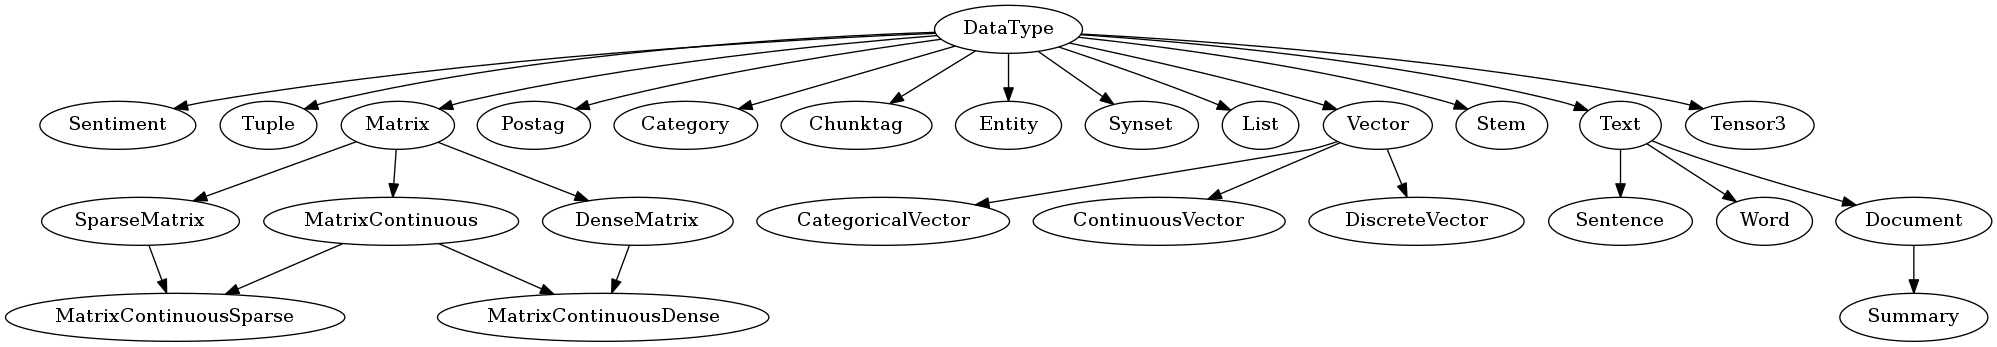 DataType
Sentiment Tuple Matrix Postag Category Chunktag Entity Synset List Vector Stem Text Tensor3
SparseMatrix MatrixContinuous DenseMatrix CategoricalVector ContinuousVector DiscreteVector Sentence Word Document
MatrixContinuousSparse MatrixContinuousDense Summary